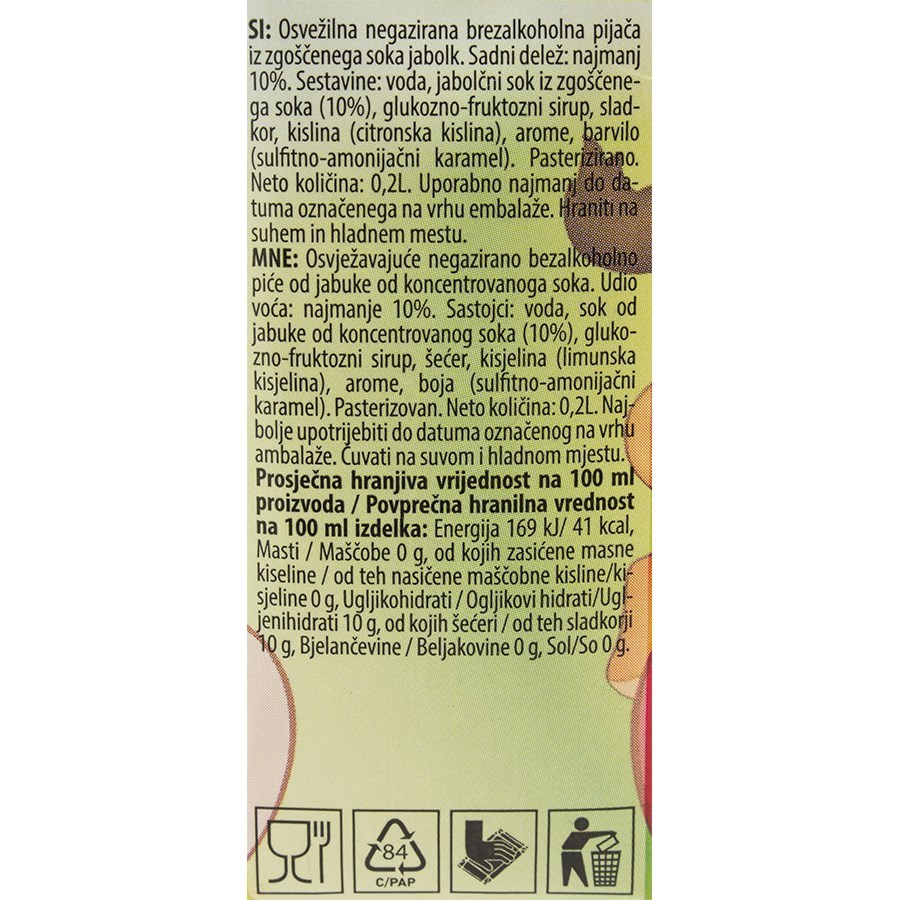 SI: Osvežilna negazirana brezalkoholna pijača
iz zgoščenega soka jabolk. Sadni delež: najmanj
10%. Sestavine: voda, jabolčni sok iz zgoščene-
ga soka (10%), glukozno-fruktozni sirup, slad-
kor, kislina (citronska kislina), arome, barvilo
(sulfitno-amonijačni karamel). Pasterizirano.
Neto količina: 0,2L. Uporabno najmanj do da-
tuma označenega na vrhu embalaže. Hraniti na
suhem in hladnem mestu.
MNE: Osvježavajuće negazirano bezalkoholno
piće od jabuke od koncentrovanoga soka. Udio
voća: najmanje 10%. Sastojci: voda, sok od
jabuke od koncentrovanog soka (10%), gluko-
zno-fruktozni sirup, šećer, kisjelina (limunska
kisjelina), arome, boja (sulfitno-amonijačni
karamel). Pasterizovan. Neto količina: 0,2L. Naj-
bolje upotrijebiti do datuma označenog na vrhu
ambalaže. Čuvati na suvom i hladnom mjestu.
Prosječna hranjiva vrijednost na 100 ml
proizvoda / Povprečna hranilna vrednost
na 100 ml izdelka: Energija 169 kJ/ 41 kcal,
Masti / Maščobe 0 g, od kojih zasićene masne
kiseline / od teh nasičene maščobne kisline/ki-
sjeline 0 g, Ugljikohidrati / Ogljikovi hidrati/Ugl-
jenihidrati 10 g, od kojih šećeri / od teh sladkorji
10 g, Bjelančevine / Beljakovine 0 g, Sol/So 0 g.
84
C/PAP